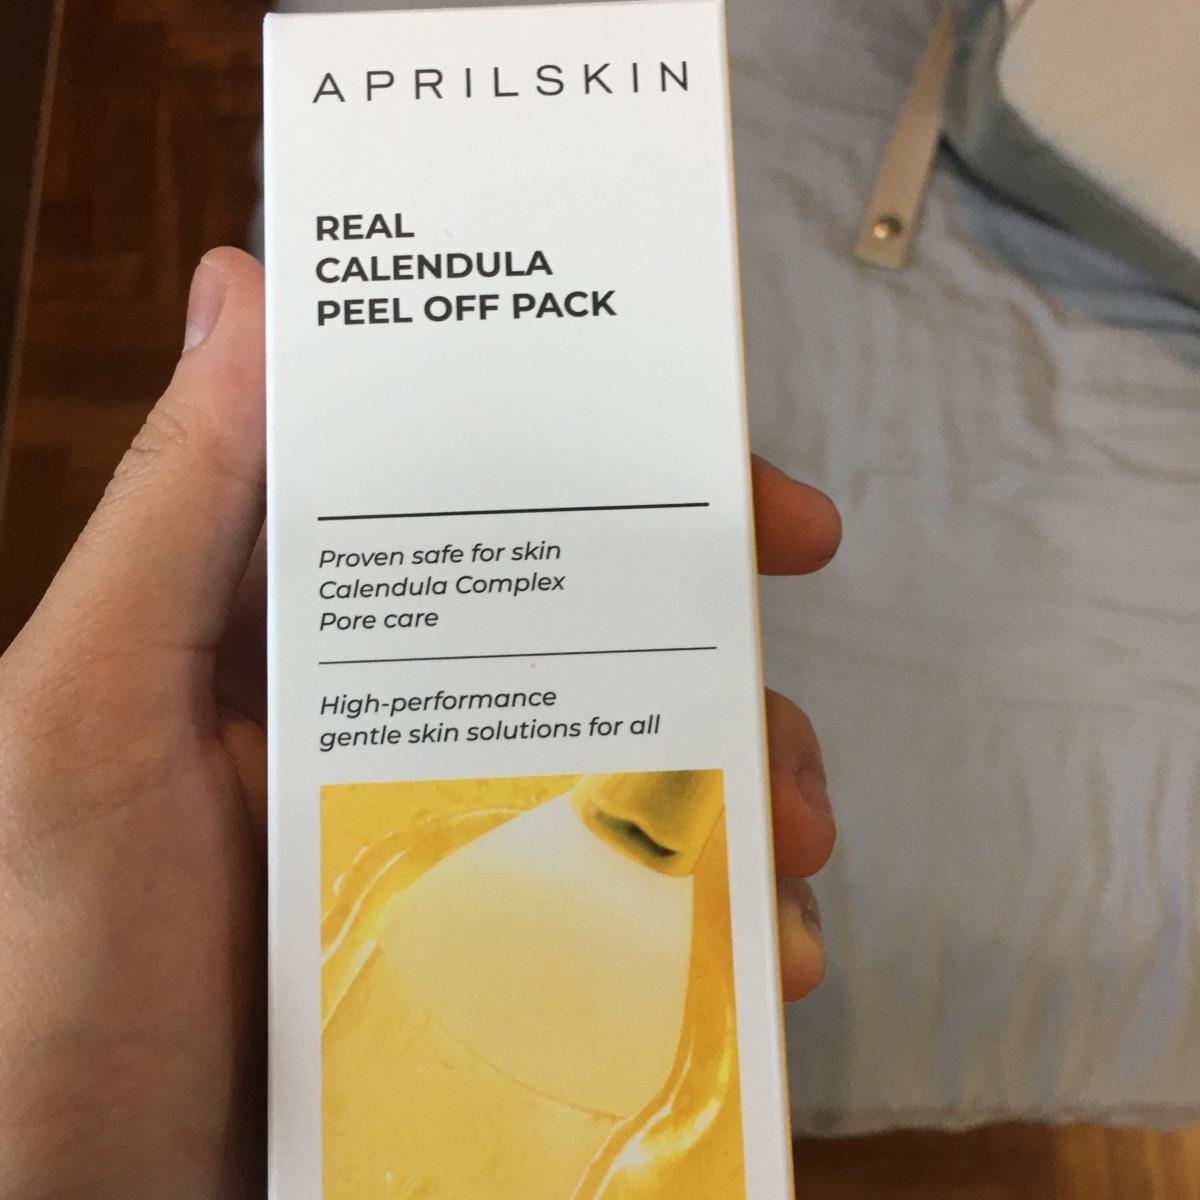 APRILSKIN
REAL
CALENDULA
PEEL OFF PACK
Proven safe for skin
Calendula Complex
Pore care
High-performance
gentle skin solutions for all